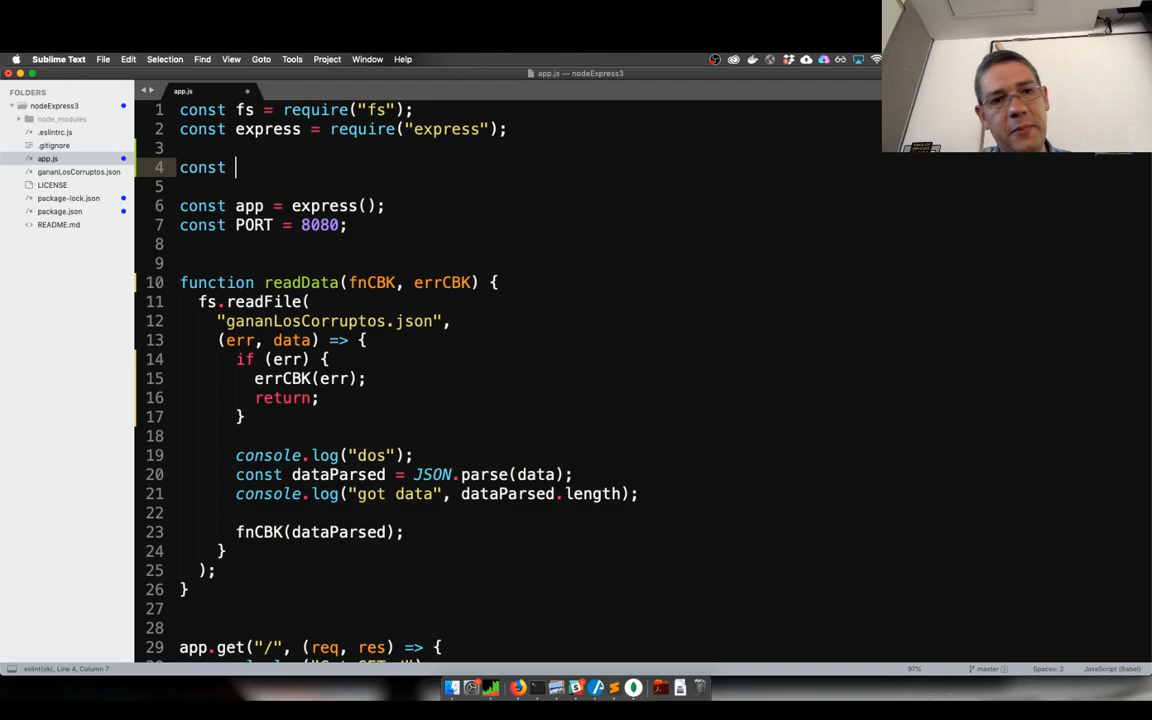 Sublime Text File Edit Selection Find View Goto Tools Project Window Help
app.js — nodeExpress3
FOLDERS
nodeExpress3
node_modules
.eslintrc.js
.gitignore
app.js
gananLosCorruptos.json
LICENSE
package-lock.json
package.json
README.md
app.js
1 const fs = require("fs");
2 const express = require("express");
3
4 const
5
6 const app = express();
7 const PORT = 8080;
8
9
10 function readData(fnCBK, errCBK) {
11 fs.readFile(
12 "gananLosCorruptos.json",
13 (err, data) => {
14 if (err) {
15 errCBK(err);
16 return;
17 }
18
19 console.log("dos");
20 const dataParsed = JSON.parse(data);
21 console.log("got data", dataParsed.length);
22
23 fnCBK(dataParsed);
24 }
25 );
26 }
27
28
29 app.get("/", (req, res) => {
eslint(ok), Line 4, Column 7
97%
master 3
Spaces: 2
JavaScript (Babel)